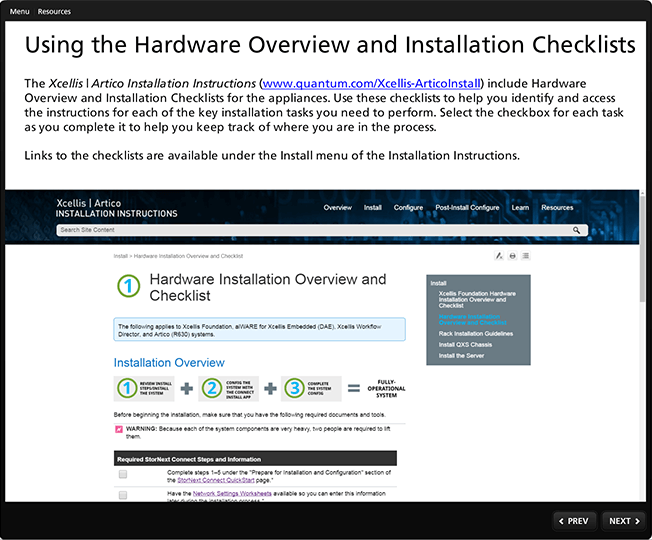 Menu Resources
Using the Hardware Overview and Installation Checklists
The Xcellis | Artico Installation Instructions (www.quantum.com/Xcellis-ArticoInstall) include Hardware
Overview and Installation Checklists for the appliances. Use these checklists to help you identify and access
the instructions for each of the key installation tasks you need to perform. Select the checkbox for each task
as you complete it to help you keep track of where you are in the process.
Links to the checklists are available under the Install menu of the Installation Instructions.
Xcellis | Artico
INSTALLATION INSTRUCTIONS
Overview Install Configure Post-Install Configure Learn Resources
Search Site Content
Install > Hardware Installation Overview and Checklist
1 Hardware Installation Overview and
Checklist
The following applies to Xcellis Foundation, aiWARE for Xcellis Embedded (DAE), Xcellis Workflow
Director, and Artico (R630) systems.
Install
Xcellis Foundation Hardware
Installation Overview and
Checklist
Hardware Installation
Overview and Checklist
Rack Installation Guidelines
Install QXS Chassis
Install the Server
Installation Overview
1 REVIEW INSTALL
STEPS/INSTALL
THE SYSTEM
+
2 CONFIG THE
SYSTEM WITH
THE CONNECT
INSTALL APP
+
3 COMPLETE
THE SYSTEM
CONFIG
=
FULLY-
OPERATIONAL
SYSTEM
Before beginning the installation, make sure that you have the following required documents and tools.
WARNING: Because each of the system components are very heavy, two people are required to lift
them.
Required StorNext Connect Steps and Information
Complete steps 1–5 under the "Prepare for Installation and Configuration" section of
the StorNext Connect QuickStart page.*
Have the Network Settings Worksheets available so you can enter this information
later during the installation process.*
PREV NEXT